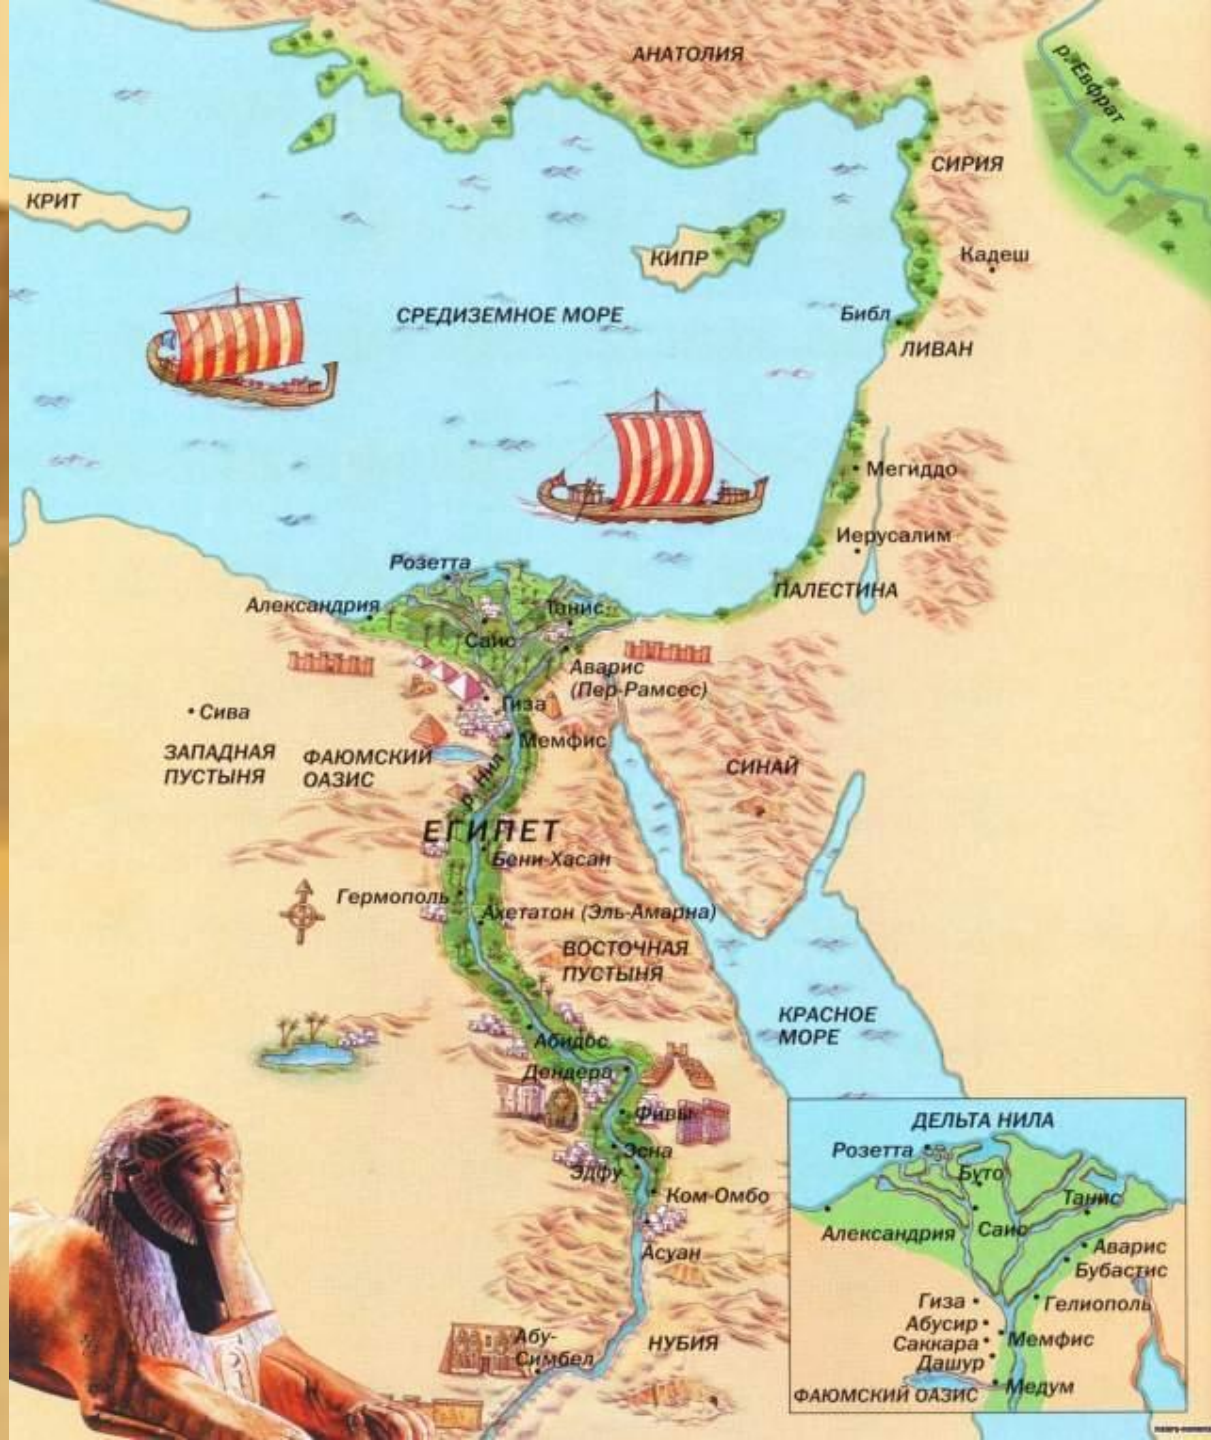 АНАТОЛИЯ
р. Евфрат
СИРИЯ
КРИТ
КИПР
Кадеш
СРЕДИЗЕМНОЕ МОРЕ
Библ
ЛИВАН
Мегиддо
Иерусалим
ПАЛЕСТИНА
Розетта
Александрия
Танис
Саис
Аварис
(Пер-Рамсес)
Гиза
Сива
Мемфис
ЗАПАДНАЯ
ПУСТЫНЯ
ФАЮМСКИЙ
ОАЗИС
р. Нил
СИНАЙ
ЕГИПЕТ
Бени-Хасан
Гермополь
Ахетатон (Эль-Амарна)
ВОСТОЧНАЯ
ПУСТЫНЯ
КРАСНОЕ
МОРЕ
Абидос
Дендера
Фивы
Эсна
Эдфу
Ком-Омбо
Асуан
Абу-
Симбел
НУБИЯ
ДЕЛЬТА НИЛА
Розетта
Буто
Танис
Александрия
Саис
Аварис
Бубастис
Гиза
Гелиополь
Абусир
Саккара
Мемфис
Дашур
ФАЮМСКИЙ ОАЗИС
Медум